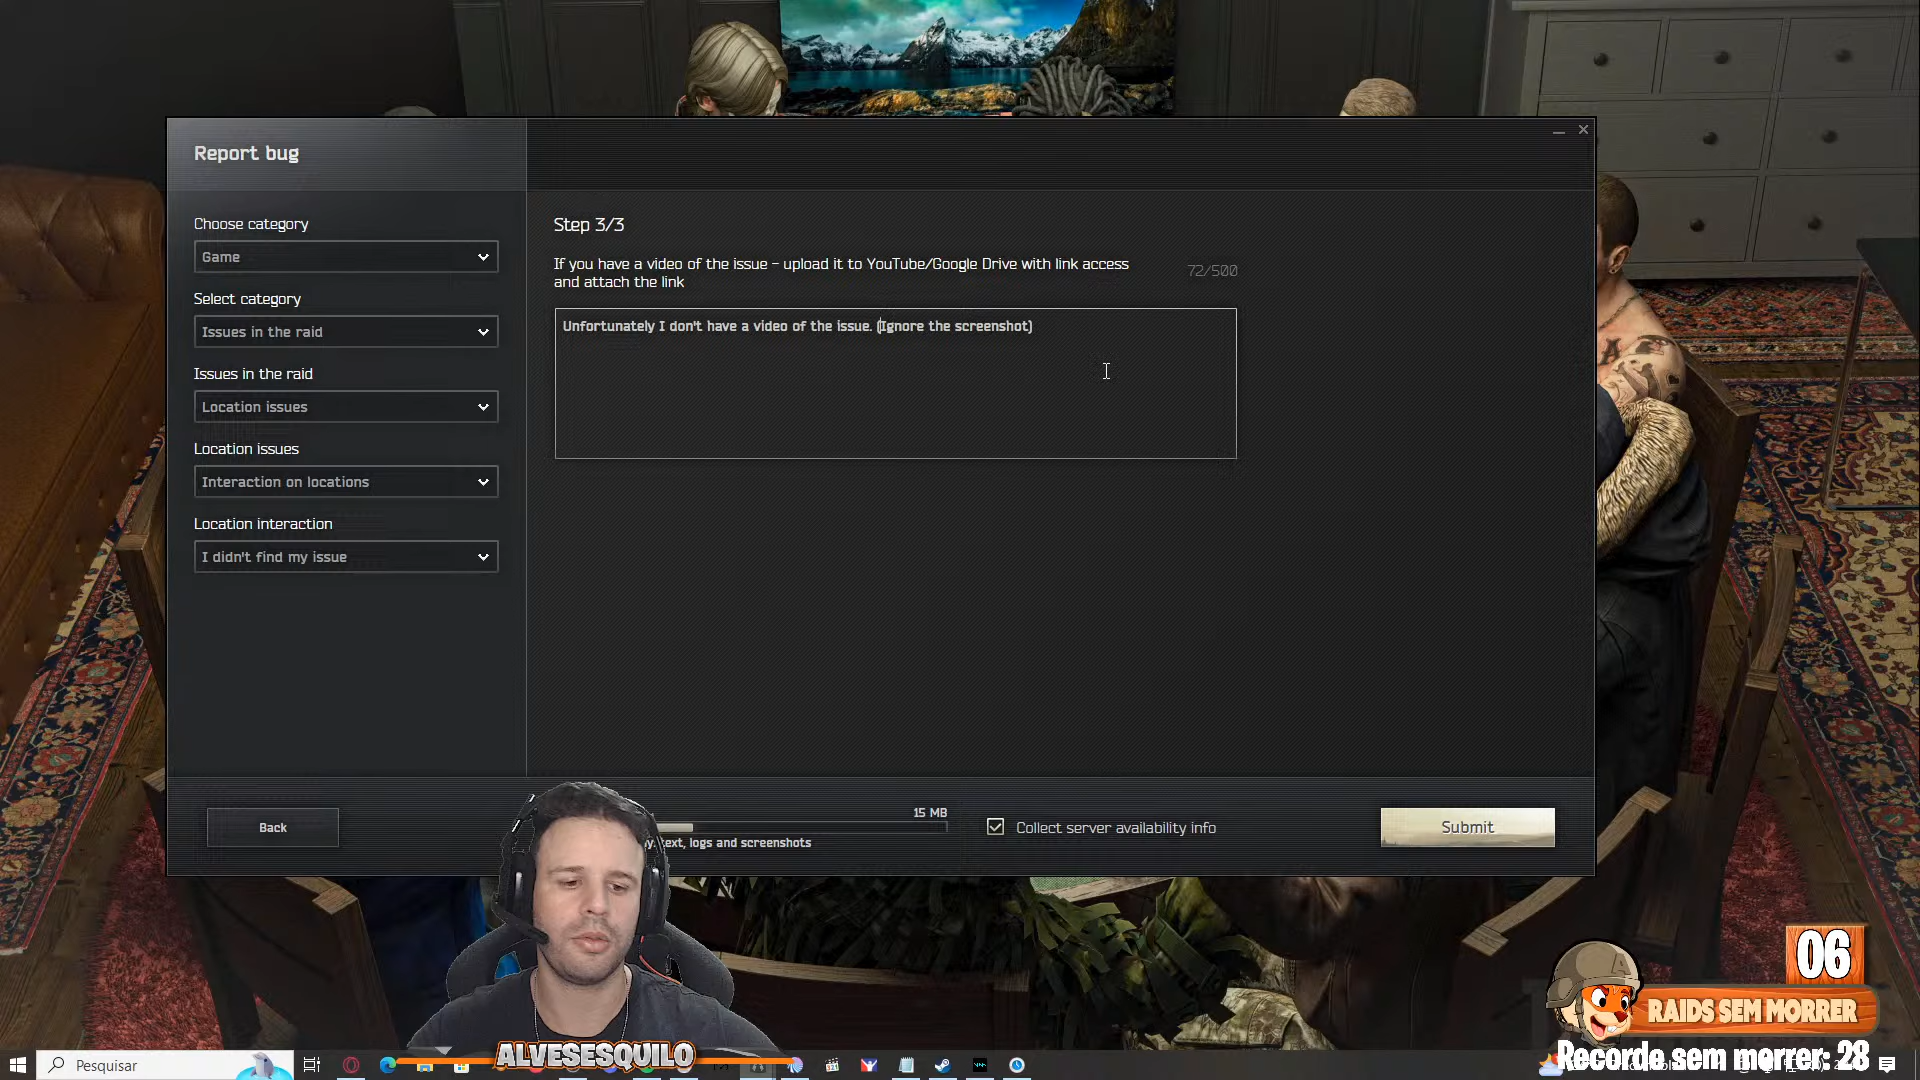 Report bug
Choose category
Game
Select category
Issues in the raid
Issues in the raid
Location issues
Location issues
Interaction on locations
Location interaction
I didn't find my issue
Step 3/3
If you have a video of the issue – upload it to YouTube/Google Drive with link access
and attach the link
72/500
Unfortunately I don't have a video of the issue. (Ignore the screenshot)
Back
15 MB
text, logs and screenshots
Collect server availability info
Submit
06
RAIDS SEM MORRER
Recorde sem morrer: 28
ALVESESQUILO
Pesquisar